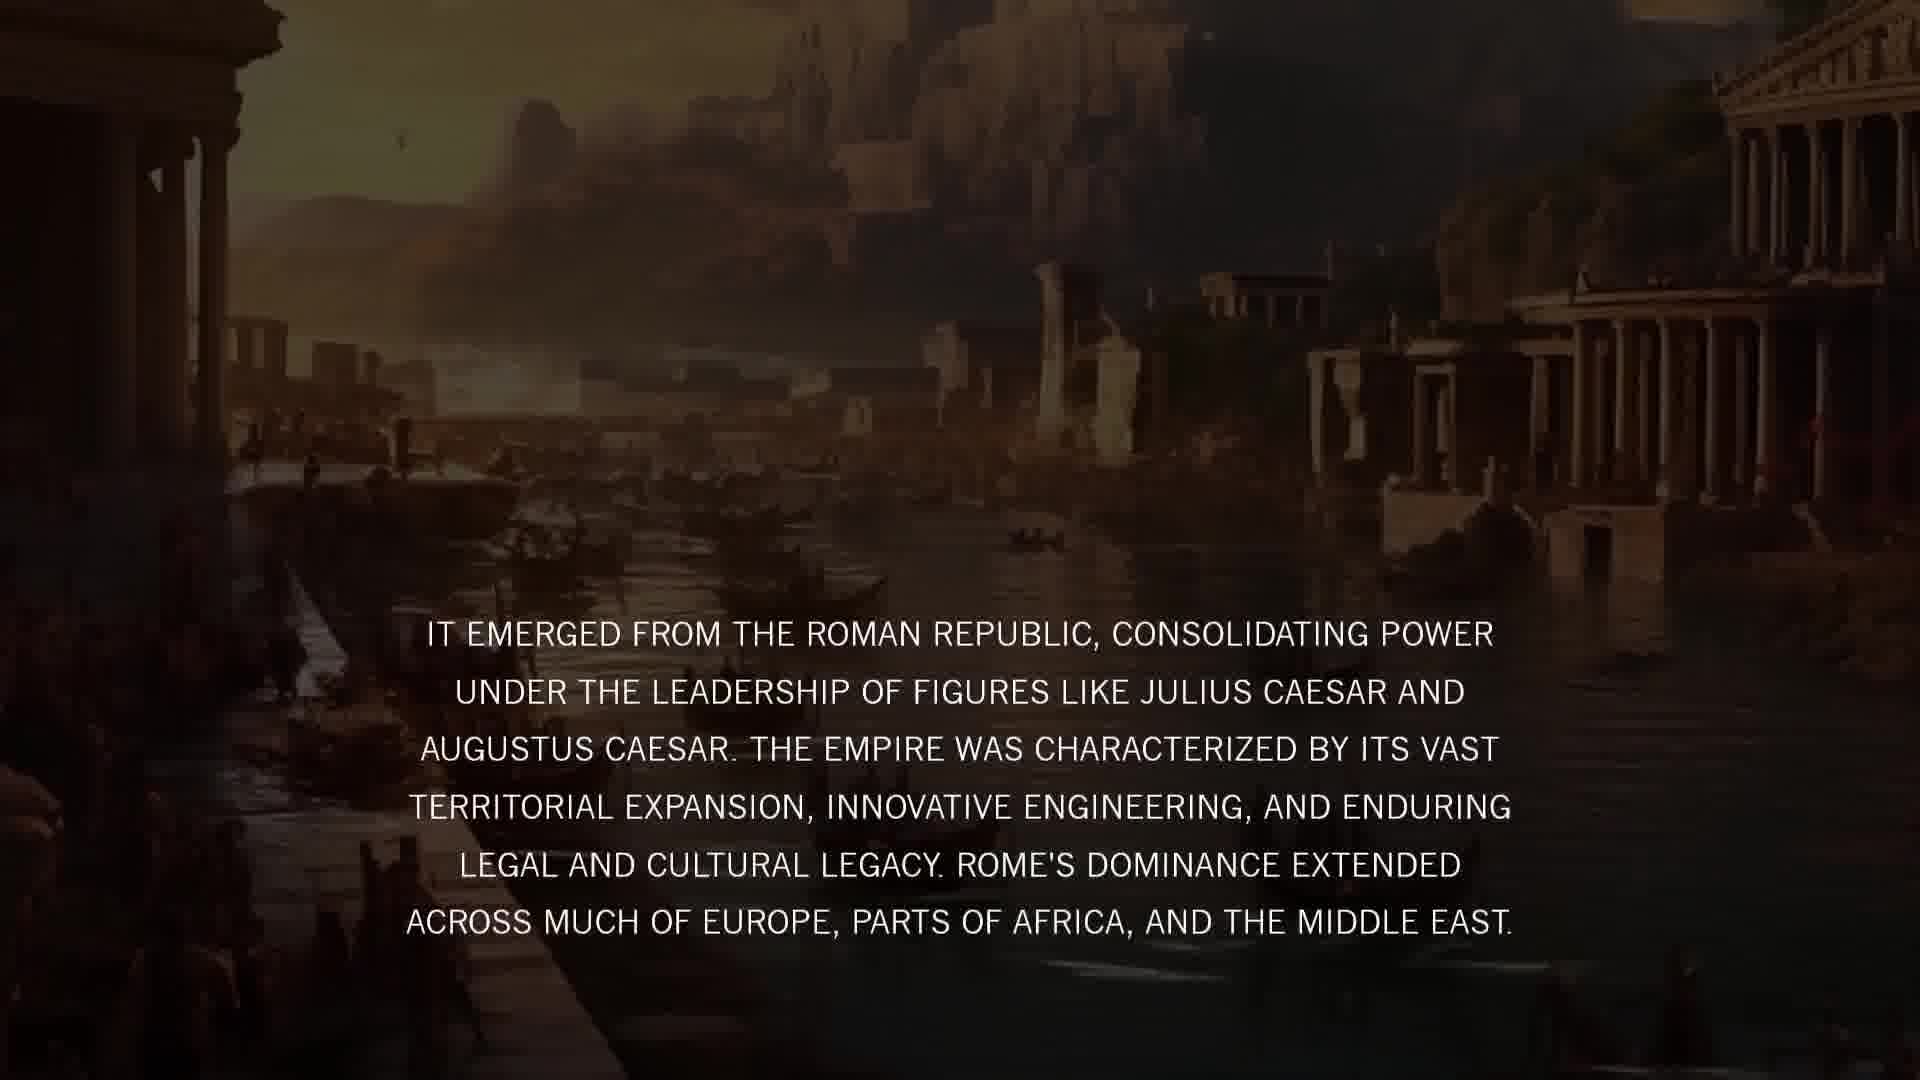 IT EMERGED FROM THE ROMAN REPUBLIC, CONSOLIDATING POWER
UNDER THE LEADERSHIP OF FIGURES LIKE JULIUS CAESAR AND
AUGUSTUS CAESAR. THE EMPIRE WAS CHARACTERIZED BY ITS VAST
TERRITORIAL EXPANSION, INNOVATIVE ENGINEERING, AND ENDURING
LEGAL AND CULTURAL LEGACY. ROME'S DOMINANCE EXTENDED
ACROSS MUCH OF EUROPE, PARTS OF AFRICA, AND THE MIDDLE EAST.